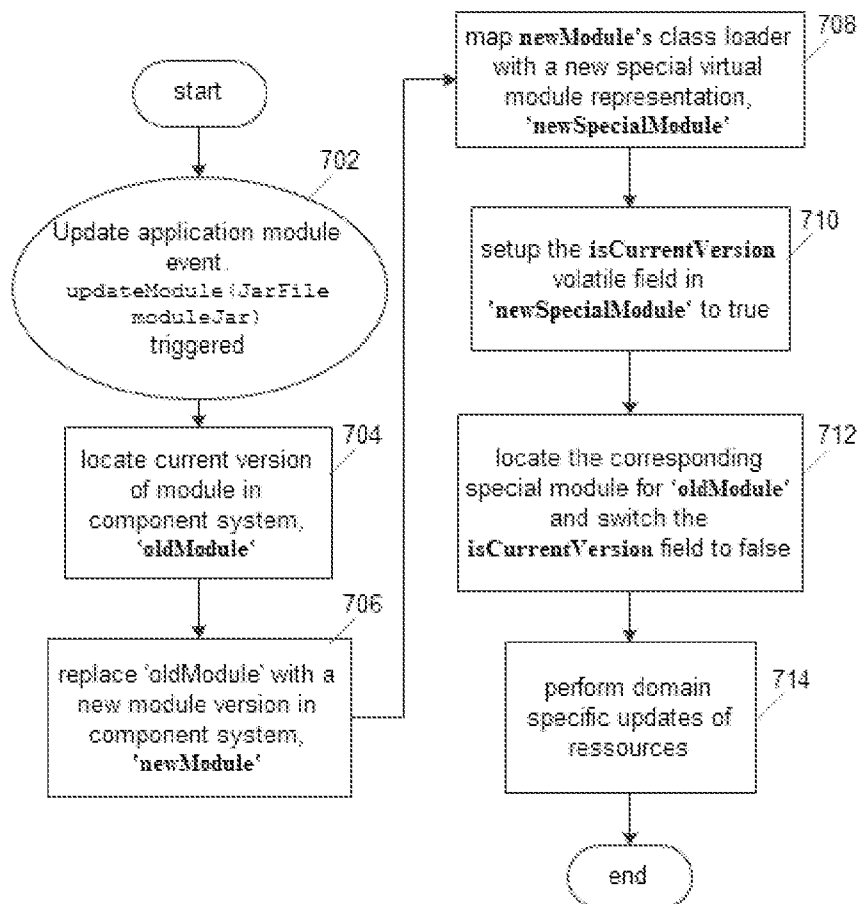 start
702
Update application module
event.
updateModule(JarFile
moduleJar)
triggered
704
locate current version
of module in
component system,
'oldModule'
706
replace 'oldModule' with a
new module version in
component system,
'newModule'
708
map newModule's class loader
with a new special virtual
module representation,
'newSpecialModule'
710
setup the isCurrentVersion
volatile field in
'newSpecialModule' to true
712
locate the corresponding
special module for 'oldModule'
and switch the
isCurrentVersion field to false
714
perform domain
specific updates of
ressources
end